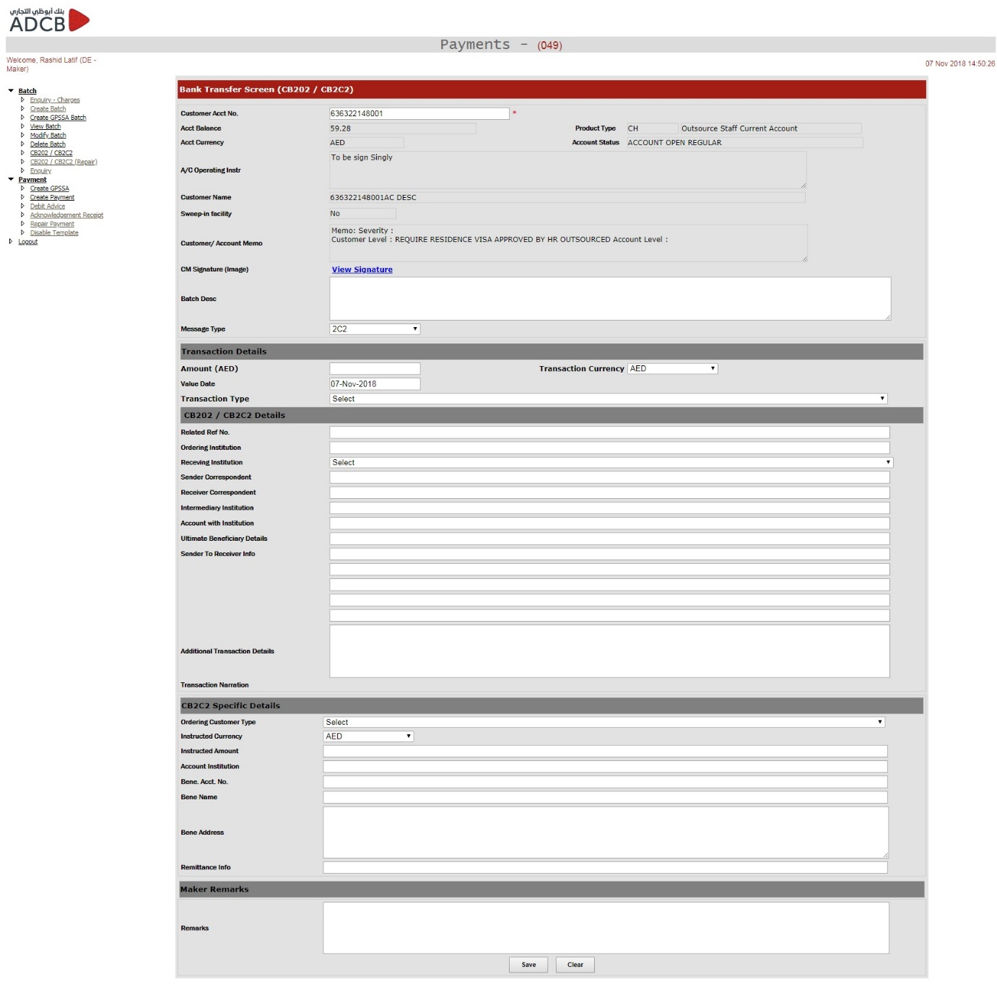 بنك أبوظبي التجاري
ADCB
Payments - (049)
Welcome, Rashid Latif (DE -
Maker)
07 Nov 2018 14:50:26
Batch
Enquiry - Charges
Create Batch
Create GPSSA Batch
View Batch
Modify Batch
Delete Batch
CB202 / CB2C2
CB202 / CB2C2 (Repair)
Enquiry
Payment
Create GPSSA
Create Payment
Debit Advice
Acknowledgement Receipt
Repair Payment
Disable Template
Logout
Bank Transfer Screen (CB202 / CB2C2)
Customer Acct No. 636322148001 *
Acct Balance 59.28 Product Type CH Outsource Staff Current Account
Acct Currency AED Account Status ACCOUNT OPEN REGULAR
A/C Operating Instr To be sign Singly
Customer Name 636322148001AC DESC
Sweep-in facility No
Customer/ Account Memo Memo: Severity :
Customer Level : REQUIRE RESIDENCE VISA APPROVED BY HR OUTSOURCED Account Level :
CM Signature (Image) View Signature
Batch Desc
Message Type 2C2
Transaction Details
Amount (AED) Transaction Currency AED
Value Date 07-Nov-2018
Transaction Type Select
CB202 / CB2C2 Details
Related Ref No.
Ordering Institution
Receving Institution Select
Sender Correspondent
Receiver Correspondent
Intermediary Institution
Account with Institution
Ultimate Beneficiary Details
Sender To Receiver Info
Additional Transaction Details
Transaction Narration
CB2C2 Specific Details
Ordering Customer Type Select
Instructed Currency AED
Instructed Amount
Account Institution
Bene. Acct. No.
Bene Name
Bene Address
Remittance Info
Maker Remarks
Remarks
Save Clear